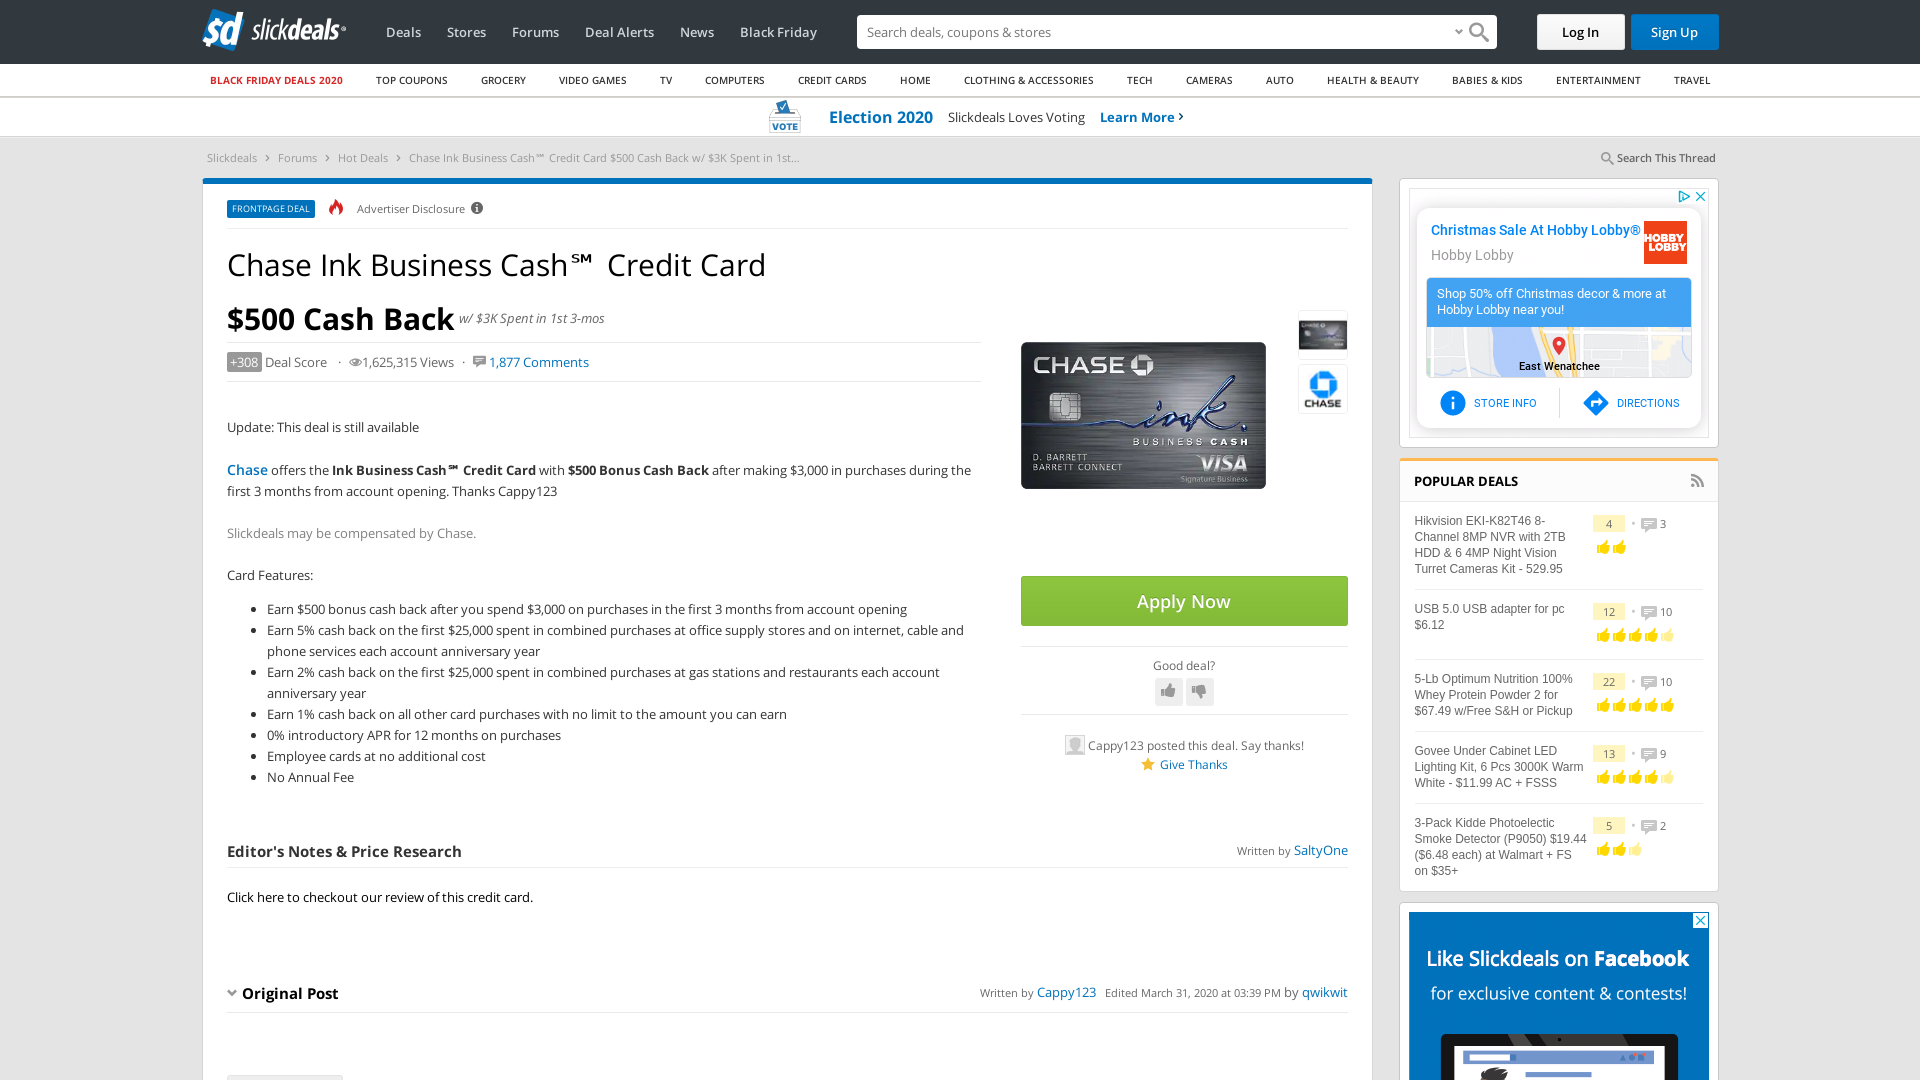 slickdeals
Deals
Stores
Forums
Deal Alerts
News
Black Friday
Search deals, coupons & stores
Log In
Sign Up
BLACK FRIDAY DEALS 2020
TOP COUPONS
GROCERY
VIDEO GAMES
TV
COMPUTERS
CREDIT CARDS
HOME
CLOTHING & ACCESSORIES
TECH
CAMERAS
AUTO
HEALTH & BEAUTY
BABIES & KIDS
ENTERTAINMENT
TRAVEL
VOTE
Election 2020 Slickdeals Loves Voting Learn More
Slickdeals > Forums > Hot Deals > Chase Ink Business Cash℠ Credit Card $500 Cash Back w/ $3K Spent in 1st...
Search This Thread
FRONTPAGE DEAL
Advertiser Disclosure
Chase Ink Business Cash℠ Credit Card
$500 Cash Back w/ $3K Spent in 1st 3-mos
+308 Deal Score · 1,625,315 Views · 1,877 Comments
Update: This deal is still available
Chase offers the Ink Business Cash℠ Credit Card with $500 Bonus Cash Back after making $3,000 in purchases during the
first 3 months from account opening. Thanks Cappy123
Slickdeals may be compensated by Chase.
Card Features:
• Earn $500 bonus cash back after you spend $3,000 on purchases in the first 3 months from account opening
• Earn 5% cash back on the first $25,000 spent in combined purchases at office supply stores and on internet, cable and
phone services each account anniversary year
• Earn 2% cash back on the first $25,000 spent in combined purchases at gas stations and restaurants each account
anniversary year
• Earn 1% cash back on all other card purchases with no limit to the amount you can earn
• 0% introductory APR for 12 months on purchases
• Employee cards at no additional cost
• No Annual Fee
CHASE
ink.
BUSINESS CASH
D. BARRETT
BARRETT CONNECT
VISA
Signature Business
CHASE
Apply Now
Good deal?
Cappy123 posted this deal. Say thanks!
Give Thanks
Editor's Notes & Price Research
Written by SaltyOne
Click here to checkout our review of this credit card.
Original Post
Written by Cappy123 Edited March 31, 2020 at 03:39 PM by qwikwit
Christmas Sale At Hobby Lobby®
Hobby Lobby
HOBBY
LOBBY
Shop 50% off Christmas decor & more at
Hobby Lobby near you!
East Wenatchee
STORE INFO
DIRECTIONS
POPULAR DEALS
Hikvision EKI-K82T46 8-
Channel 8MP NVR with 2TB
HDD & 6 4MP Night Vision
Turret Cameras Kit - 529.95
4 • 3
USB 5.0 USB adapter for pc
$6.12
12 • 10
5-Lb Optimum Nutrition 100%
Whey Protein Powder 2 for
$67.49 w/Free S&H or Pickup
22 • 10
Govee Under Cabinet LED
Lighting Kit, 6 Pcs 3000K Warm
White - $11.99 AC + FSSS
13 • 9
3-Pack Kidde Photoelectic
Smoke Detector (P9050) $19.44
($6.48 each) at Walmart + FS
on $35+
5 • 2
Like Slickdeals on Facebook
for exclusive content & contests!